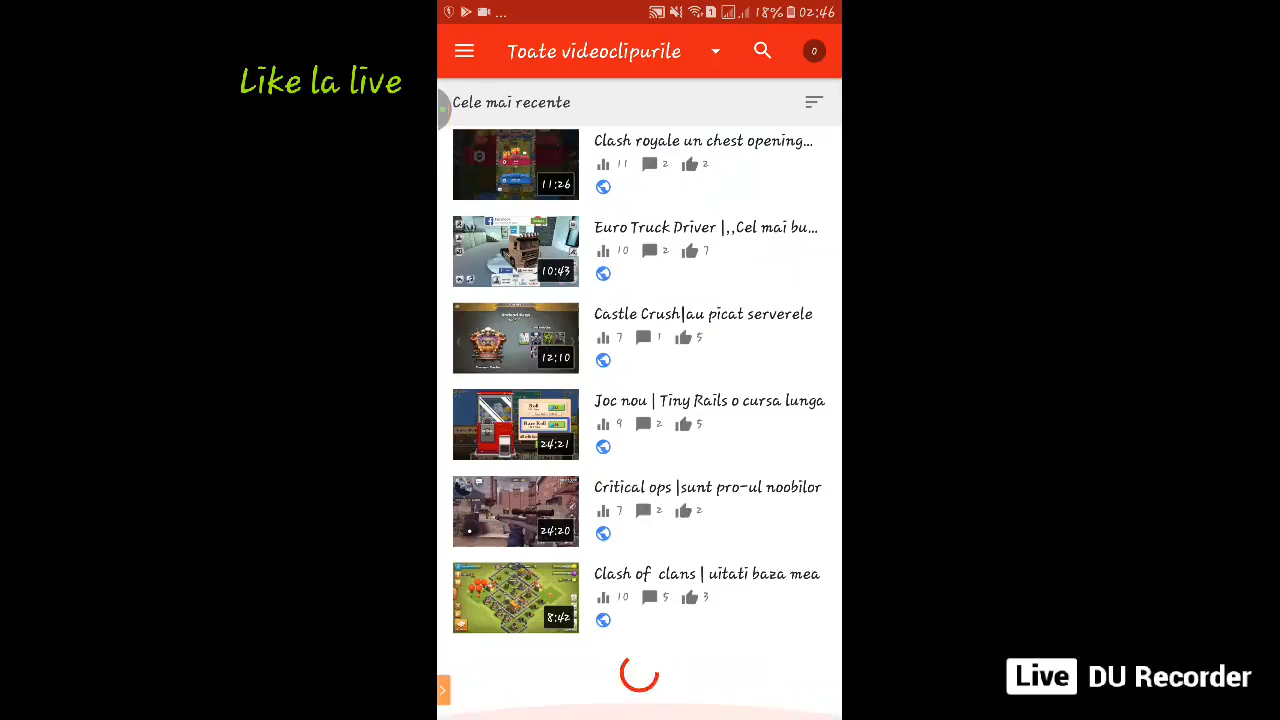 ... 1 18% 02:46
Like la live
Toate videoclipurile 0
Cele mai recente
Clash royale un chest opening...
11 2 2
11:26
Euro Truck Driver |,,Cel mai bu...
10 2 7
10:43
Castle Crush|au picat serverele
7 1 5
12:10
Joc nou | Tiny Rails o cursa lunga
9 2 5
24:21
Critical ops |sunt pro-ul noobilor
7 2 2
24:20
Clash of clans | uitati baza mea
10 5 3
8:42
Live DU Recorder